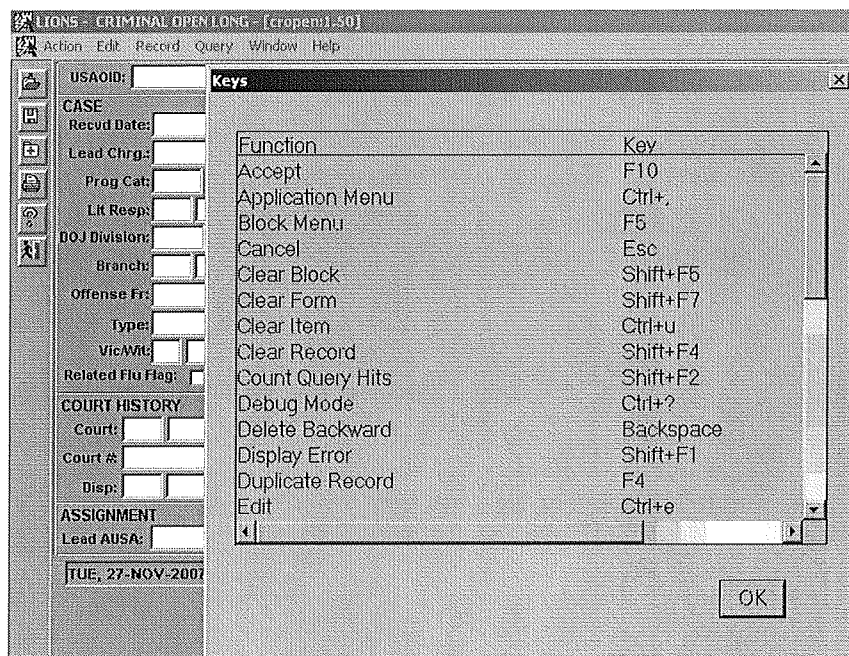 LIONS - CRIMINAL OPEN LONG - [cropen:1.50]
Action Edit Record Query Window Help
USAOID:
Keys
CASE
Recvd Date:
Lead Chrg.:
Prog Cat:
Lit Resp:
DOJ Division:
Branch:
Offense Fr:
Type:
Vic/Wit:
Related Flu Flag:
COURT HISTORY
Court:
Court #:
Disp:
ASSIGNMENT
Lead AUSA:
TUE, 27-NOV-2007
Function Key
Accept F10
Application Menu Ctrl+,
Block Menu F5
Cancel Esc
Clear Block Shift+F5
Clear Form Shift+F7
Clear Item Ctrl+u
Clear Record Shift+F4
Count Query Hits Shift+F2
Debug Mode Ctrl+?
Delete Backward Backspace
Display Error Shift+F1
Duplicate Record F4
Edit Ctrl+e
OK